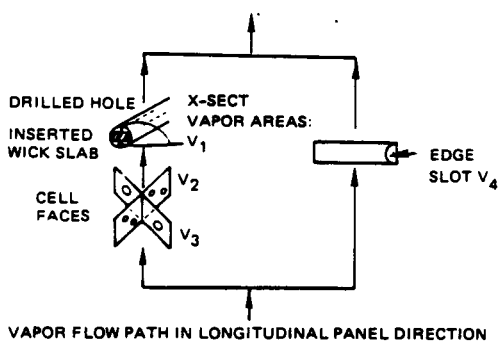 DRILLED HOLE
X-SECT
VAPOR AREAS:
INSERTED
WICK SLAB
V1
CELL
FACES
V2
V3
EDGE
SLOT V4
VAPOR FLOW PATH IN LONGITUDINAL PANEL DIRECTION